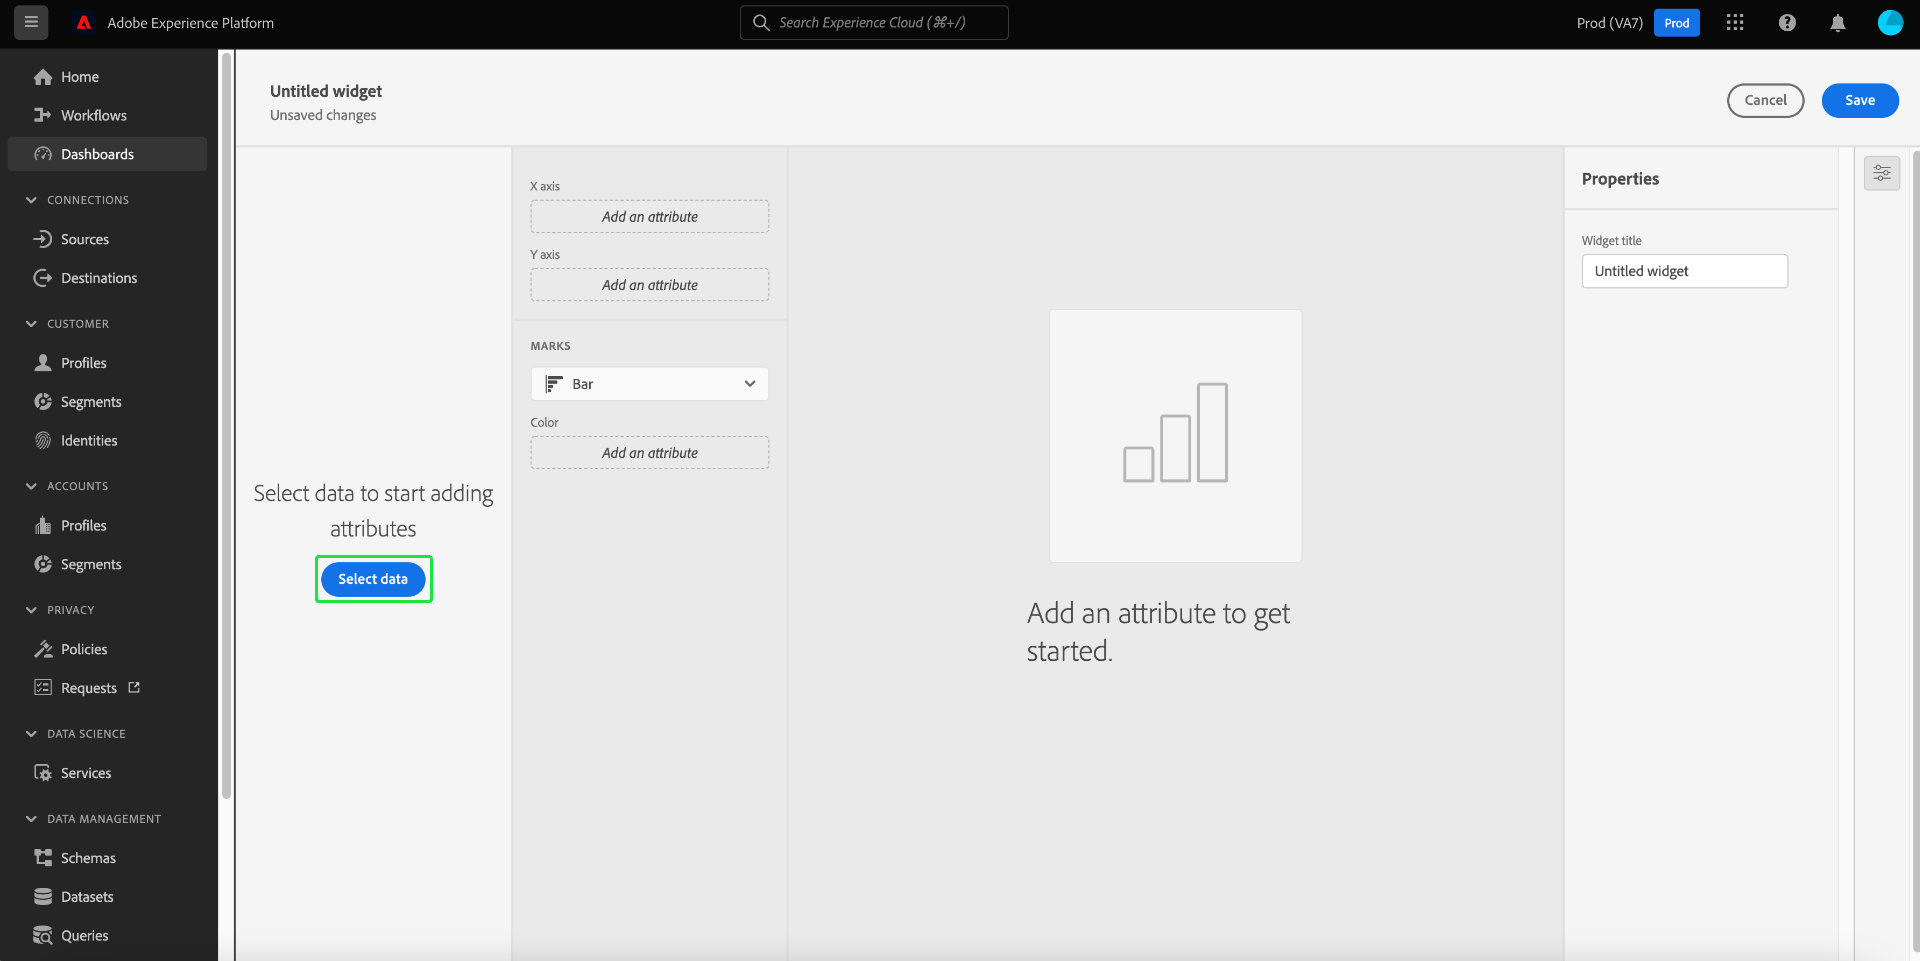 Adobe Experience Platform
Search Experience Cloud (⌘+/)
Prod (VA7)
Prod
Home
Workflows
Dashboards
CONNECTIONS
Sources
Destinations
CUSTOMER
Profiles
Segments
Identities
ACCOUNTS
Profiles
Segments
PRIVACY
Policies
Requests
DATA SCIENCE
Services
DATA MANAGEMENT
Schemas
Datasets
Queries
Untitled widget
Unsaved changes
Cancel
Save
Select data to start adding
attributes
Select data
X axis
Add an attribute
Y axis
Add an attribute
MARKS
Bar
Color
Add an attribute
Add an attribute to get
started.
Properties
Widget title
Untitled widget